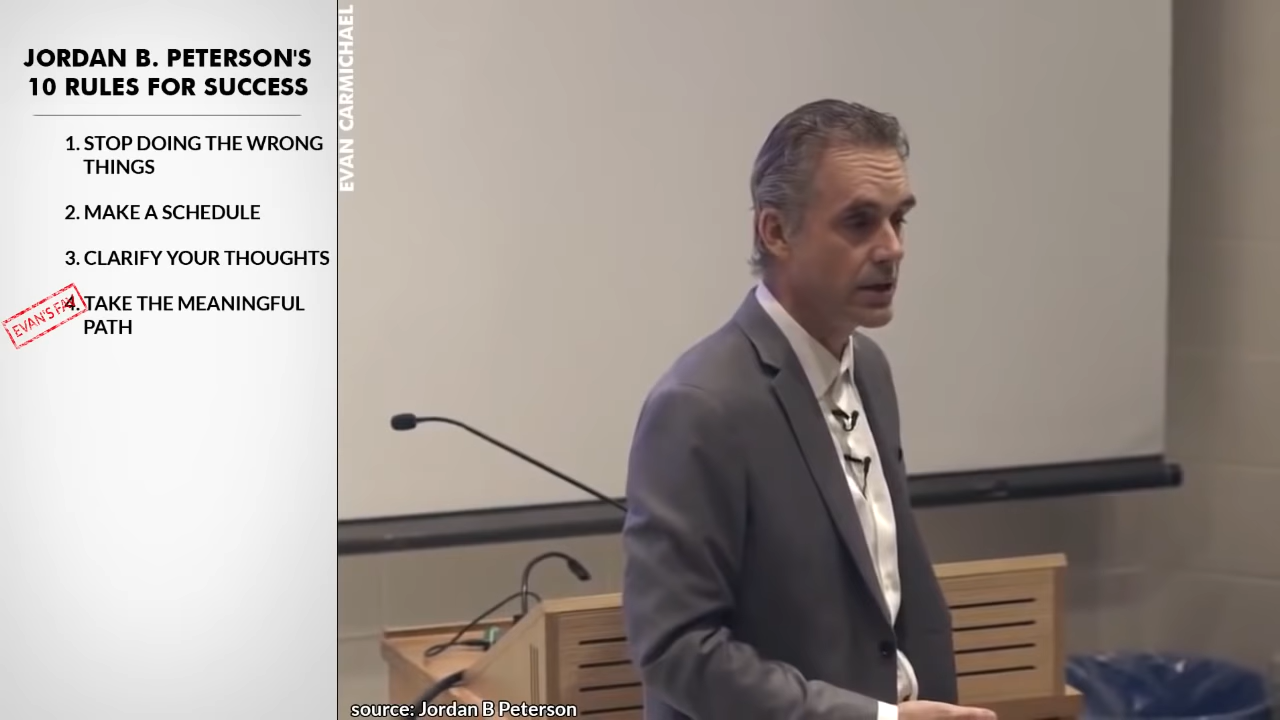 JORDAN B. PETERSON'S
10 RULES FOR SUCCESS
1. STOP DOING THE WRONG
THINGS
2. MAKE A SCHEDULE
3. CLARIFY YOUR THOUGHTS
4. TAKE THE MEANINGFUL
PATH
EVAN'S
EVAN CARMICHAEL
source: Jordan B Peterson